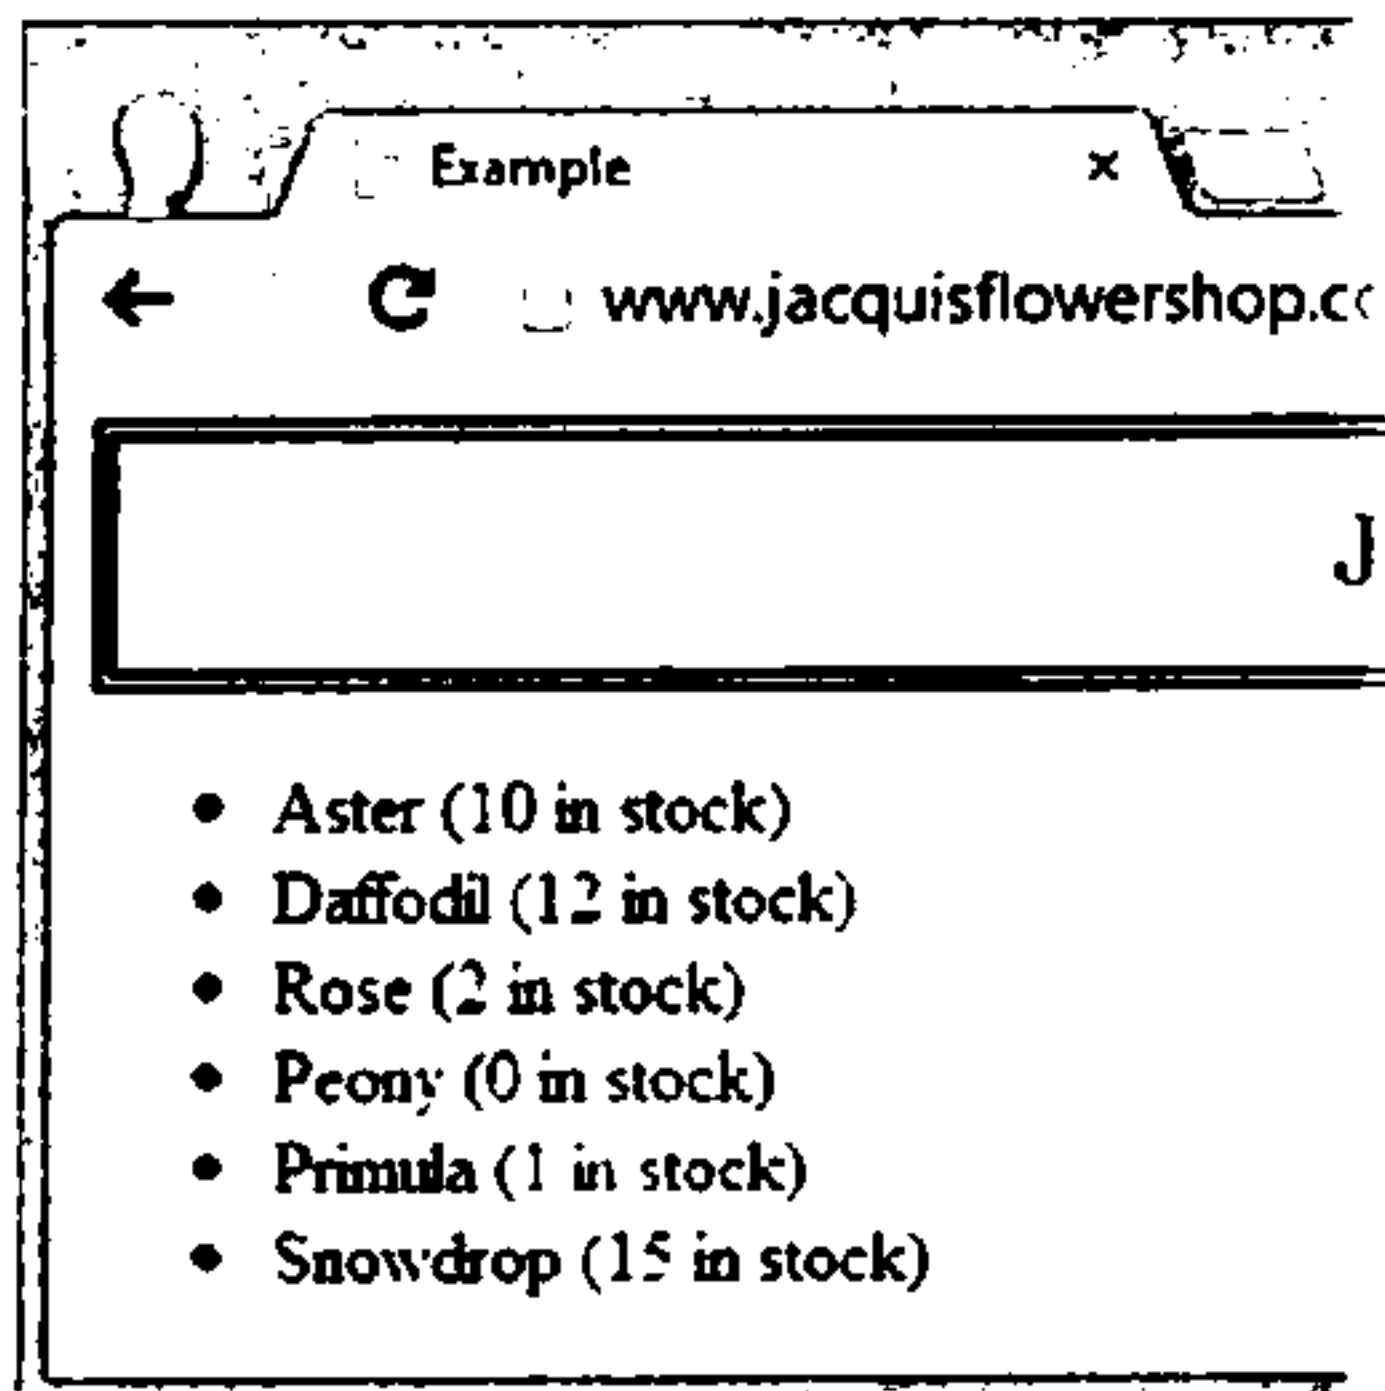 Example
www.jacquisflowershop.cc
J
• Aster (10 in stock)
• Daffodil (12 in stock)
• Rose (2 in stock)
• Peony (0 in stock)
• Primula (1 in stock)
• Snowdrop (15 in stock)